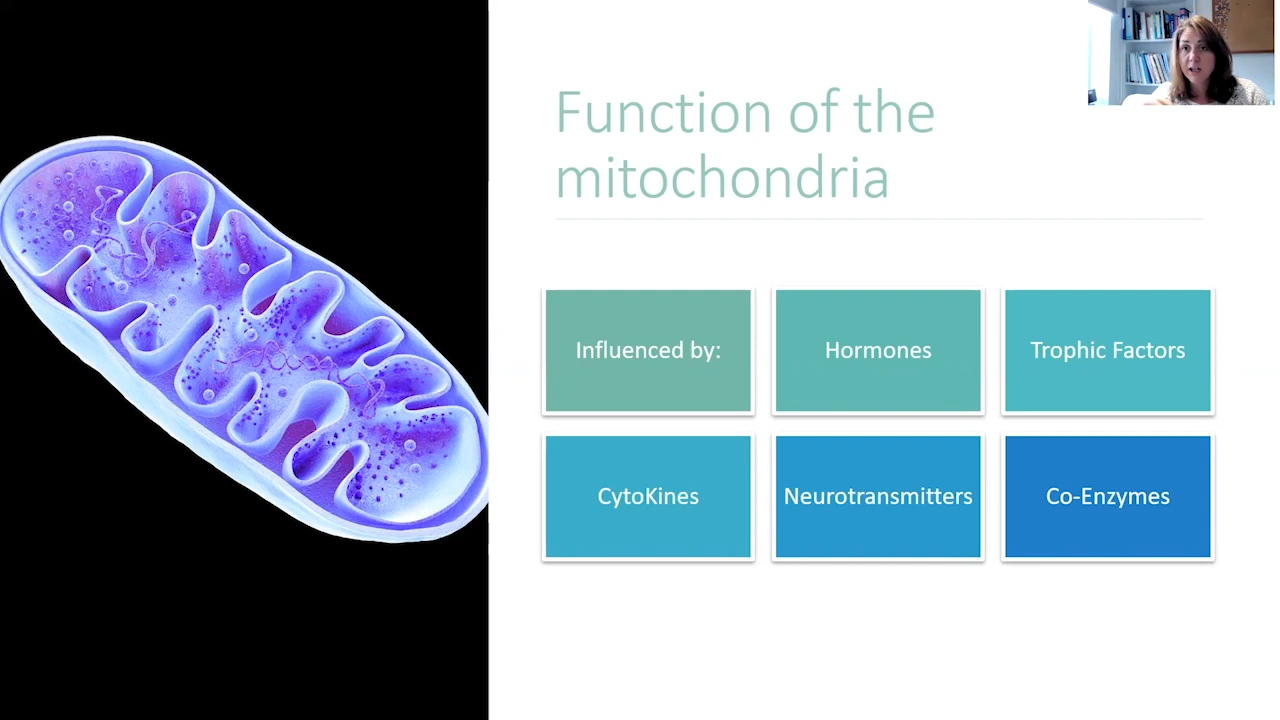 Function of the
mitochondria
Influenced by:
Hormones
Trophic Factors
CytoKines
Neurotransmitters
Co-Enzymes